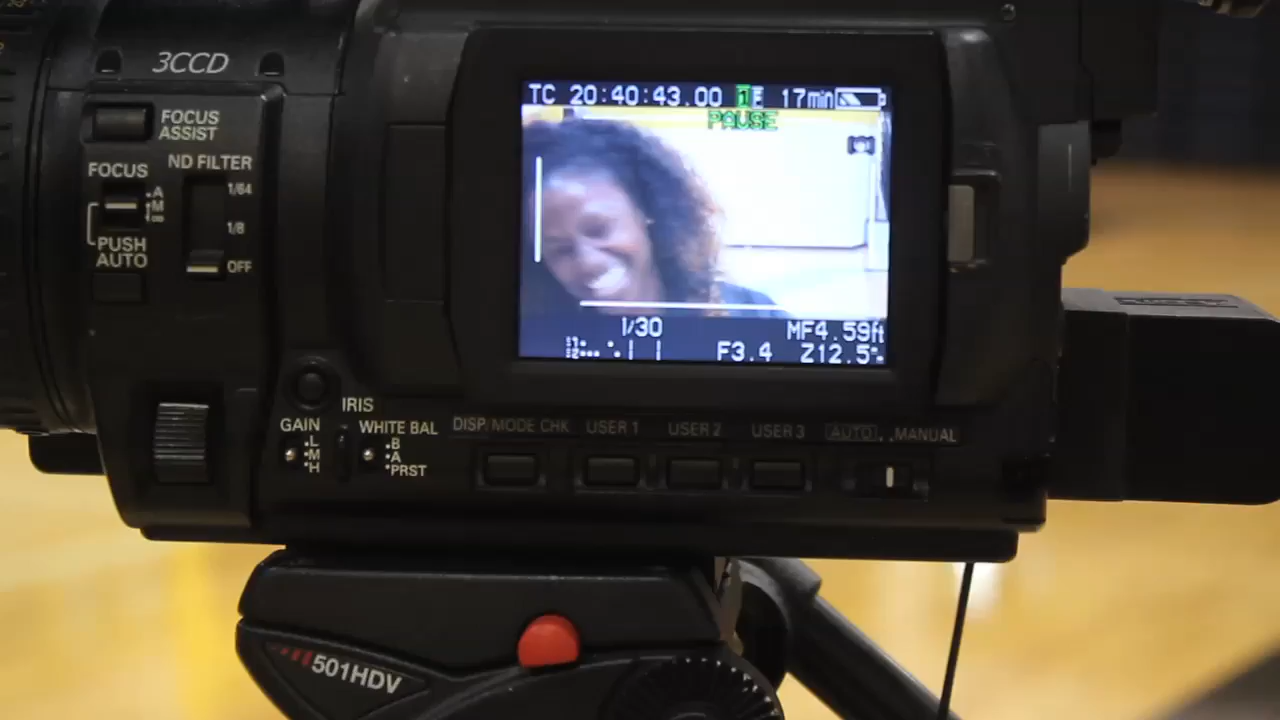 3CCD
FOCUS
ASSIST
FOCUS
ND FILTER
A
M
∞
1/64
1/8
OFF
PUSH
AUTO
TC 20:40:43.00 1 E 17min
PAUSE
1/30
MF4.59ft
F3.4 Z12.5
IRIS
GAIN
L
M
H
WHITE BAL
B
A
PRST
DISP/MODE CHK
USER 1
USER 2
USER 3
AUTO
MANUAL
501HDV